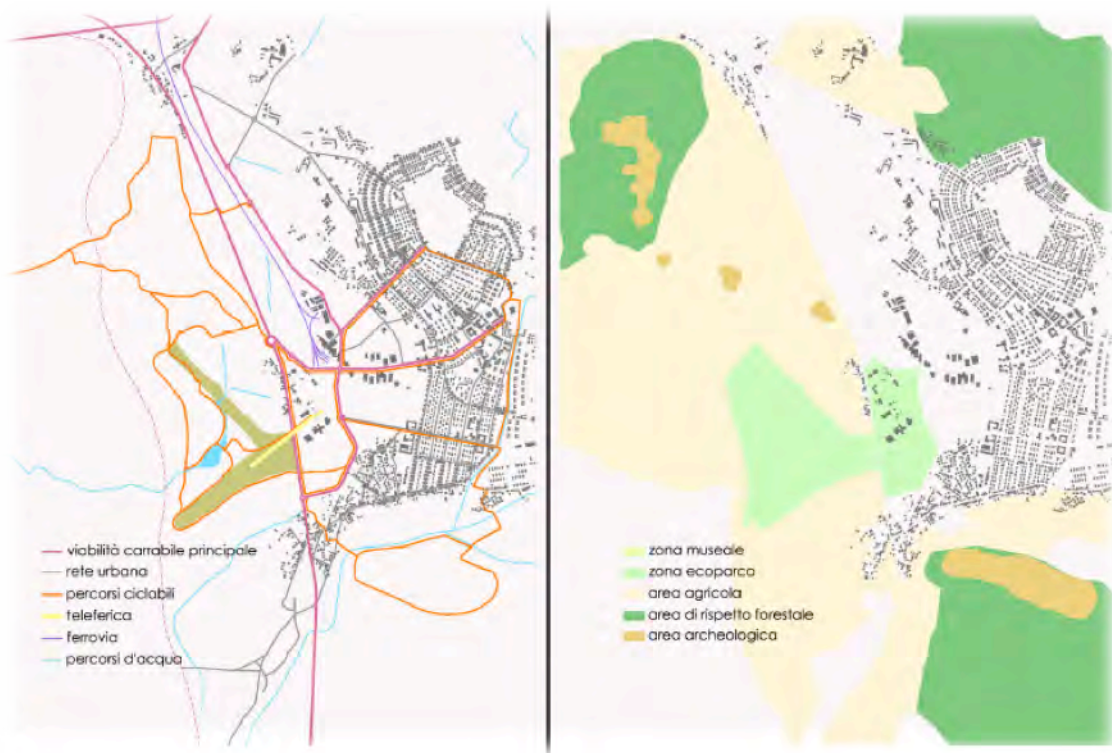 viabilità carrabile principale
rete urbana
percorsi ciclabili
teleferica
ferrovia
percorsi d'acqua
zona museale
zona ecoparco
area agricola
area di rispetto forestale
area archeologica